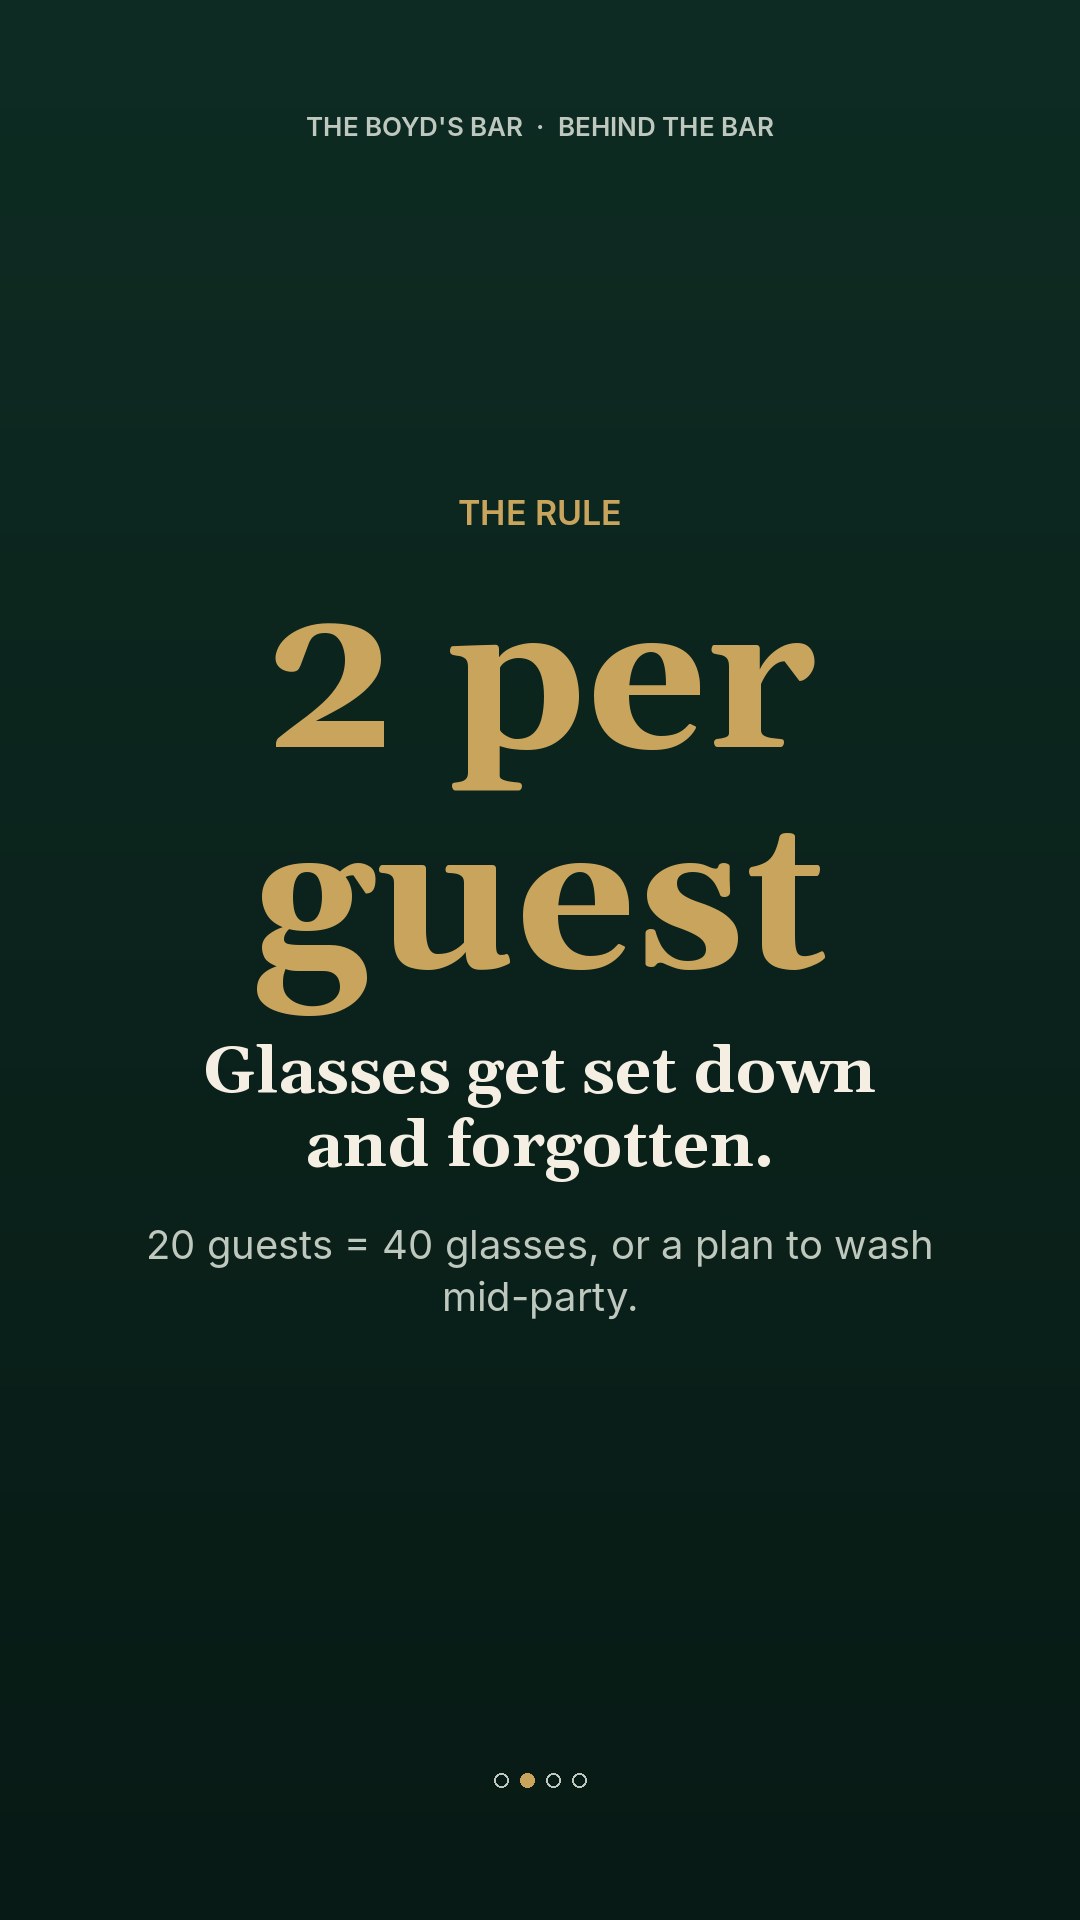 THE BOYD'S BAR · BEHIND THE BAR
THE RULE
2 per
guest
Glasses get set down
and forgotten.
20 guests = 40 glasses, or a plan to wash
mid-party.